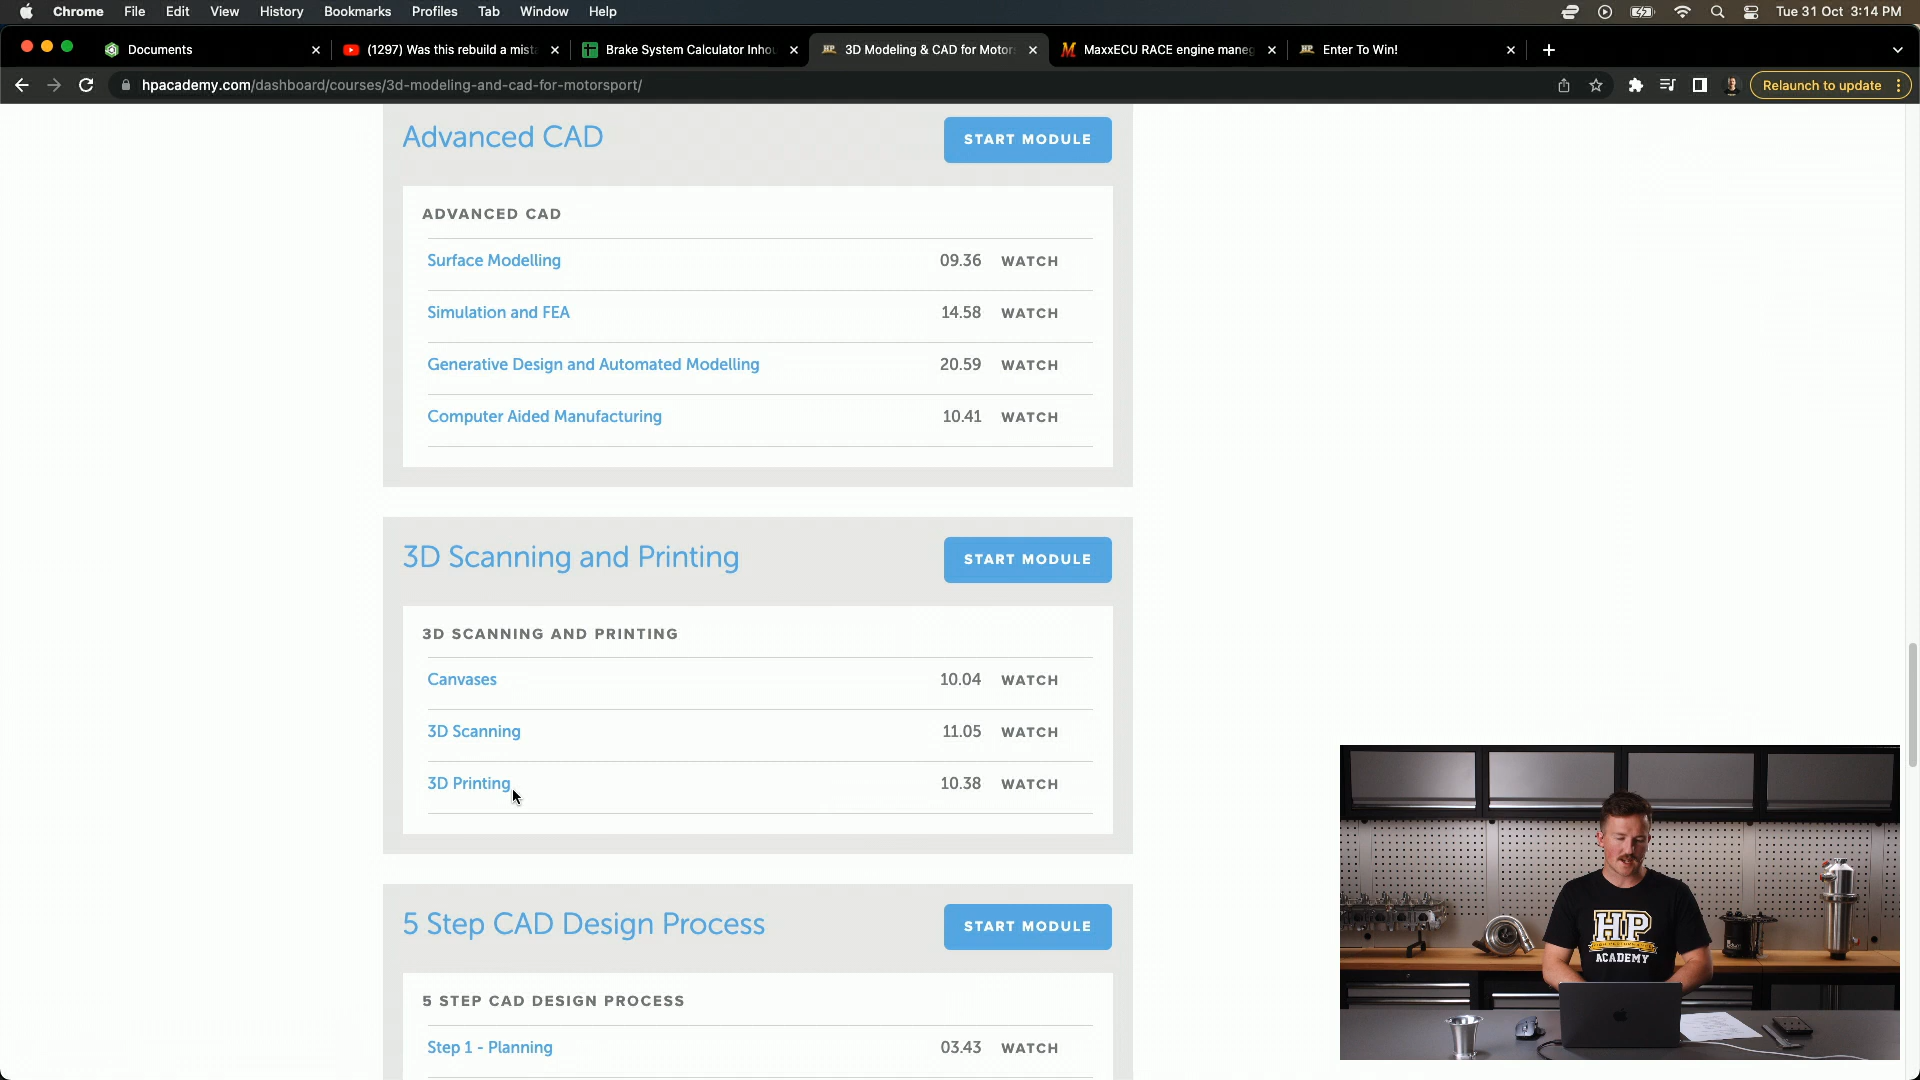 Chrome File Edit View History Bookmarks Profiles Tab Window Help Tue 31 Oct 3:14 PM
Documents (1297) Was this rebuild a mista Brake System Calculator Inhou 3D Modeling & CAD for Motors MaxxECU RACE engine maneg Enter To Win!
hpacademy.com/dashboard/courses/3d-modeling-and-cad-for-motorsport/ Relaunch to update
Advanced CAD START MODULE
ADVANCED CAD
Surface Modelling 09.36 WATCH
Simulation and FEA 14.58 WATCH
Generative Design and Automated Modelling 20.59 WATCH
Computer Aided Manufacturing 10.41 WATCH
3D Scanning and Printing START MODULE
3D SCANNING AND PRINTING
Canvases 10.04 WATCH
3D Scanning 11.05 WATCH
3D Printing 10.38 WATCH
5 Step CAD Design Process START MODULE
5 STEP CAD DESIGN PROCESS
Step 1 - Planning 03.43 WATCH
HP
HIGH PERFORMANCE
ACADEMY